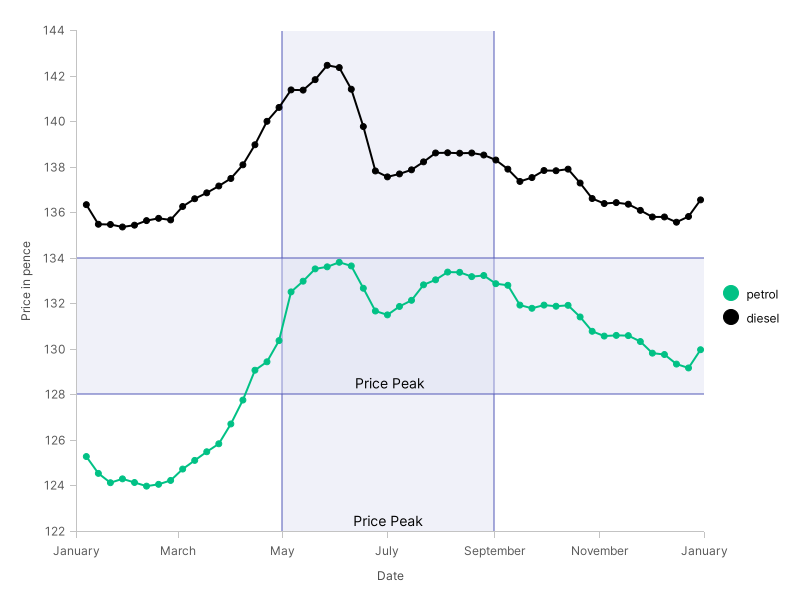 144
142
140
138
136
134
132
130
128
126
124
122
Price in pence
Price Peak
Price Peak
January
March
May
July
September
November
January
Date
petrol
diesel